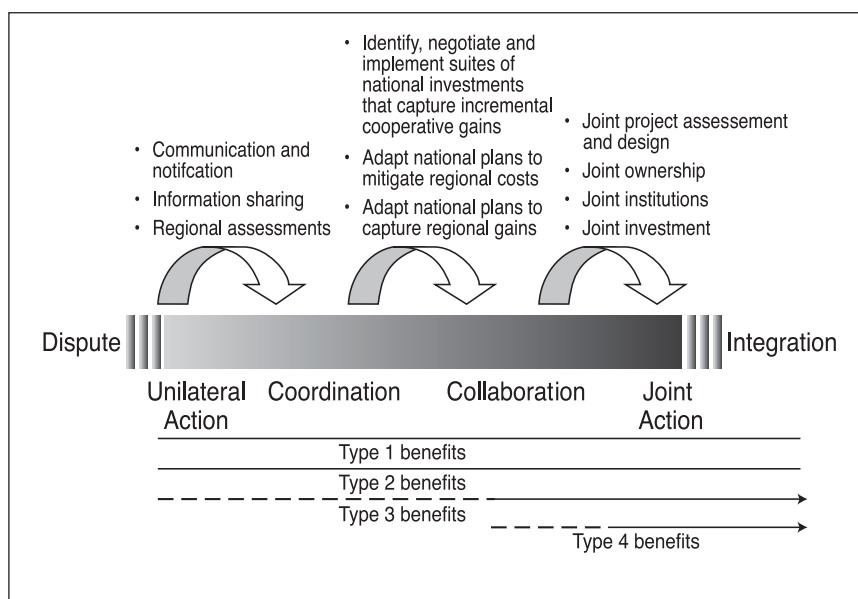 • Communication and
notifcation
• Information sharing
• Regional assessments
• Identify, negotiate and
implement suites of
national investments
that capture incremental
cooperative gains
• Adapt national plans to
mitigate regional costs
• Adapt national plans to
capture regional gains
• Joint project assessement
and design
• Joint ownership
• Joint institutions
• Joint investment
Dispute
Integration
Unilateral
Action
Coordination
Collaboration
Joint
Action
Type 1 benefits
Type 2 benefits
Type 3 benefits
Type 4 benefits